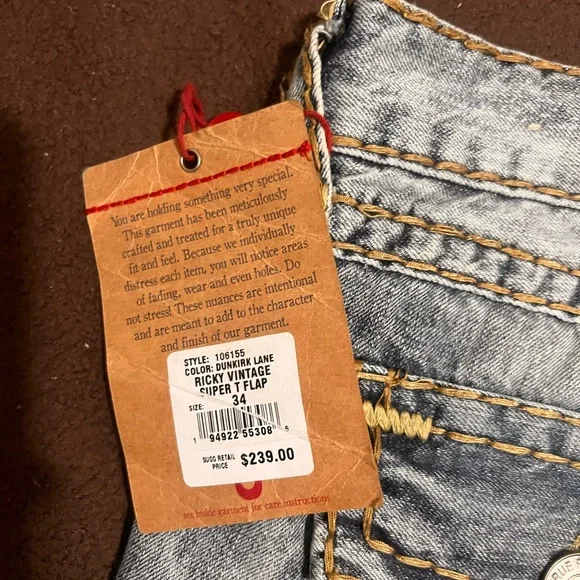 You are holding something very special.
This garment has been meticulously
crafted and treated for a truly unique
fit and feel. Because we individually
distress each item, you will notice areas
of fading, wear and even holes. Do
not stress! These nuances are intentional
and are meant to add to the character
and finish of our garment.
STYLE: 106155
COLOR: DUNKIRK LANE
RICKY VINTAGE
SUPER T FLAP
SIZE: 34
1 94922 55308 6
SUGG RETAIL PRICE $239.00
see inside garment for care instructions